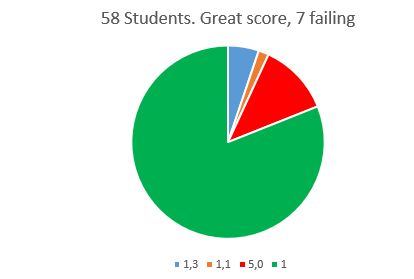 58 Students. Great score, 7 failing
1,3 1,1 5,0 1